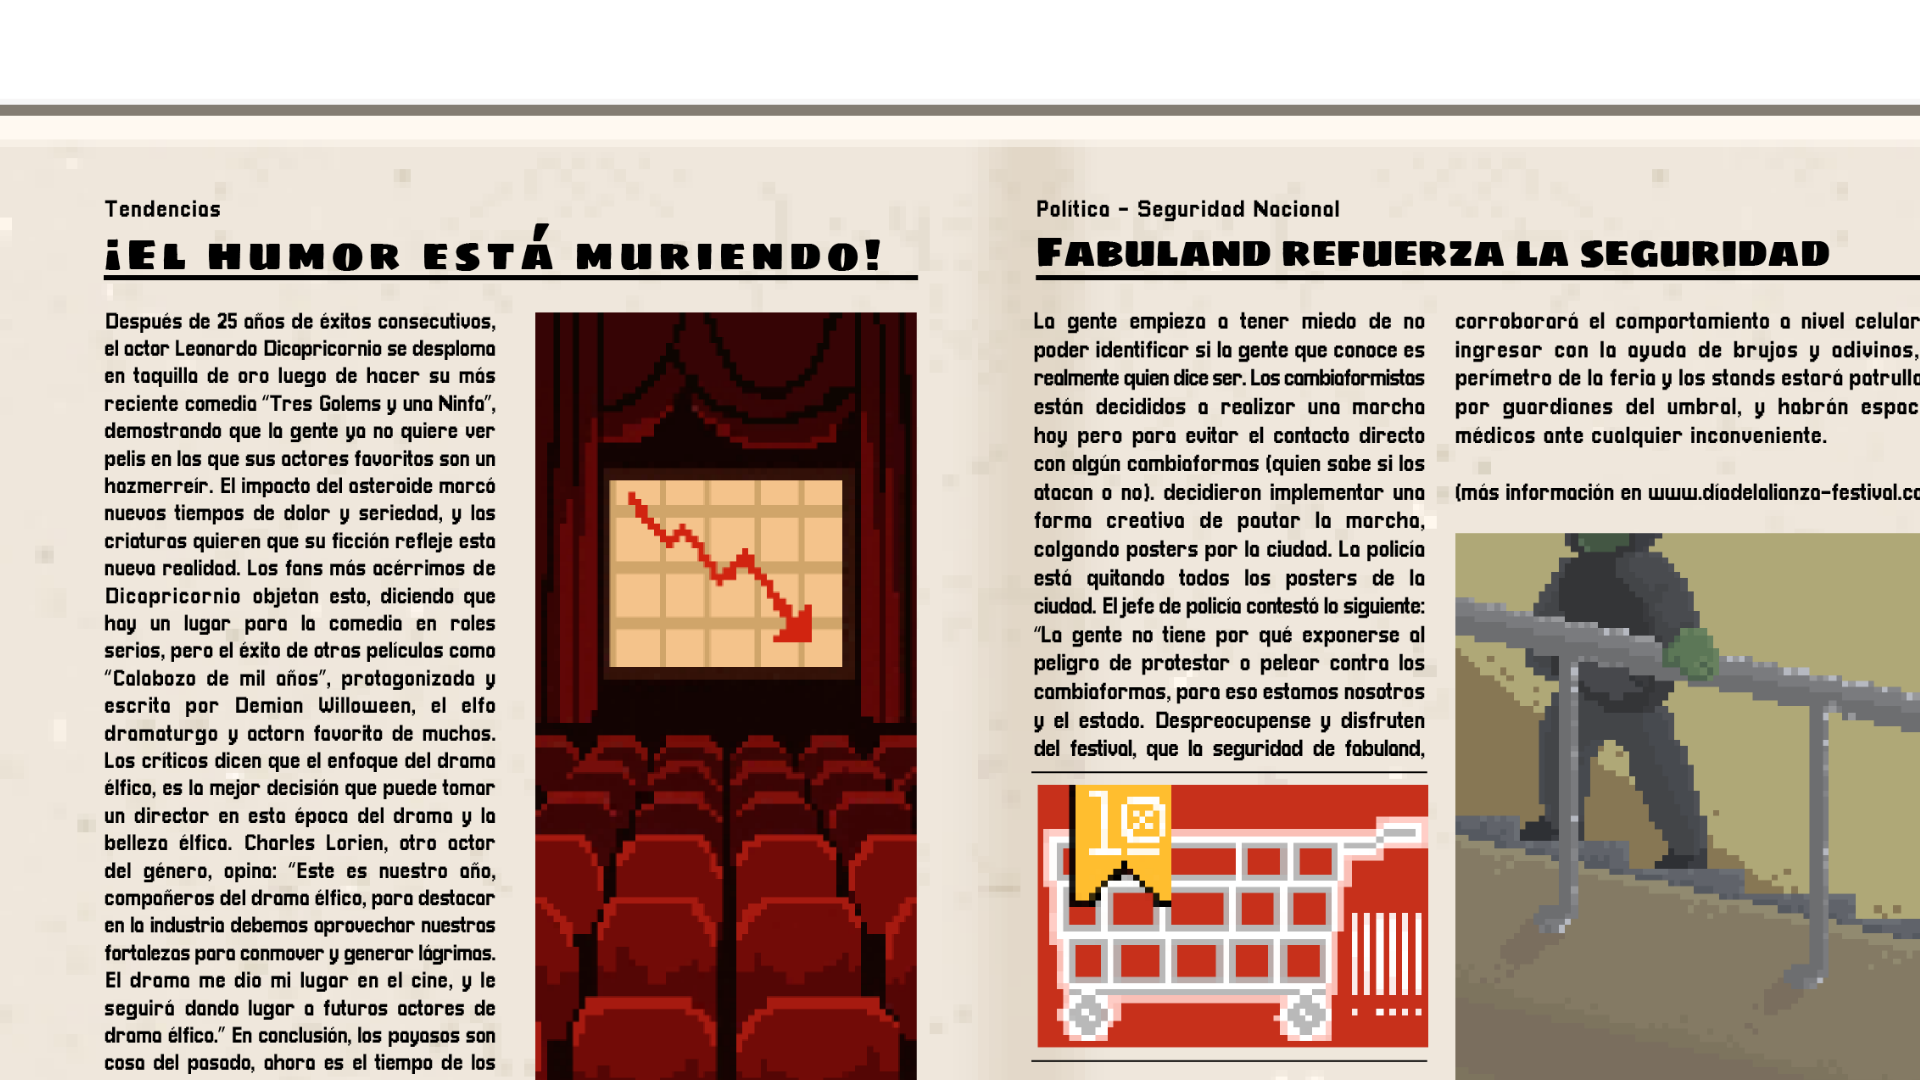 Tendencias
¡El humor está muriendo!
Después de 25 años de éxitos consecutivos,
el actor Leonardo Dicapricornio se desploma
en taquilla de oro luego de hacer su más
reciente comedia "Tres Golems y una Ninfa",
demostrando que la gente ya no quiere ver
pelis en las que sus actores favoritos son un
hazmerreír. El impacto del asteroide marcó
nuevos tiempos de dolor y seriedad, y las
criaturas quieren que su ficción refleje esta
nueva realidad. Los fans más acérrimos de
Dicapricornio objetan esto, diciendo que
hay un lugar para la comedia en roles
serios, pero el éxito de otras películas como
"Calabozo de mil años", protagonizada y
escrita por Demian Willoween, el elfo
dramaturgo y actorn favorito de muchos.
Los críticos dicen que el enfoque del drama
élfico, es la mejor decisión que puede tomar
un director en esta época del drama y la
belleza élfica. Charles Lorien, otro actor
del género, opina: "Este es nuestro año,
compañeros del drama élfico, para destacar
en la industria debemos aprovechar nuestras
fortalezas para conmover y generar lágrimas.
El drama me dio mi lugar en el cine, y le
seguirá dando lugar a futuros actores de
drama élfico." En conclusión, los payasos son
cosa del pasado, ahora es el tiempo de los
Política - Seguridad Nacional
Fabuland refuerza la seguridad
La gente empieza a tener miedo de no
poder identificar si la gente que conoce es
realmente quien dice ser. Los cambiaformistas
están decididos a realizar una marcha
hoy pero para evitar el contacto directo
con algún cambiaformas (quien sabe si los
atacan o no). decidieron implementar una
forma creativa de pautar la marcha,
colgando posters por la ciudad. La policía
está quitando todos los posters de la
ciudad. El jefe de policía contestó lo siguiente:
"La gente no tiene por qué exponerse al
peligro de protestar o pelear contra los
cambiaformas, para eso estamos nosotros
y el estado. Despreocupense y disfruten
del festival, que la seguridad de fabuland,
10
corroborará el comportamiento a nivel celular
ingresar con la ayuda de brujos y adivinos,
perímetro de la feria y los stands estará patrulla
por guardianes del umbral, y habrán espac
médicos ante cualquier inconveniente.
(más información en www.díadelalianza-festival.co